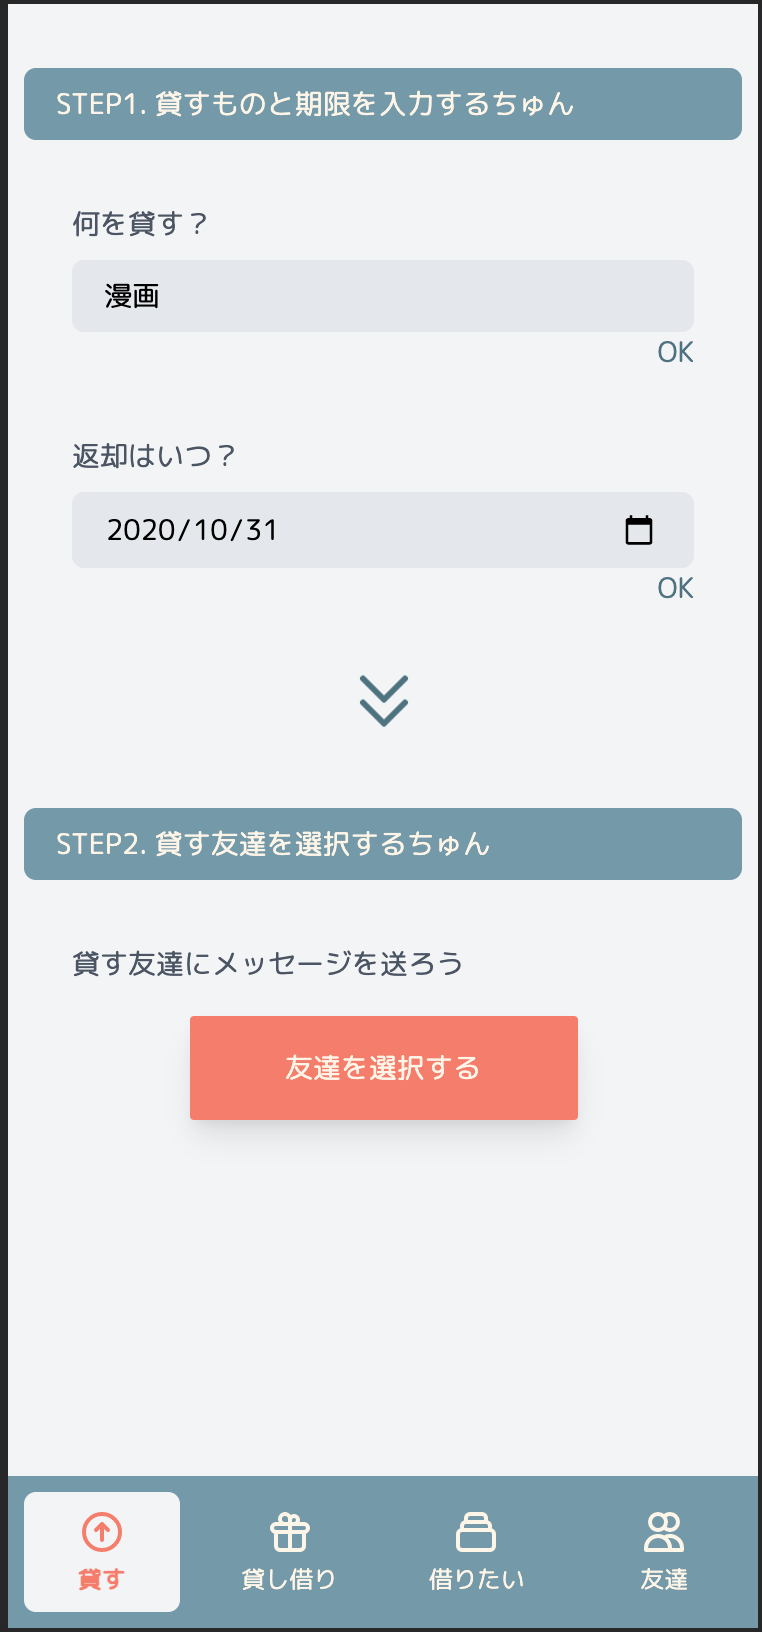 STEP1. 貸すものと期限を入力するちゅん
何を貸す？
漫画
OK
返却はいつ？
2020/10/31
OK
STEP2. 貸す友達を選択するちゅん
貸す友達にメッセージを送ろう
友達を選択する
貸す 貸し借り 借りたい 友達